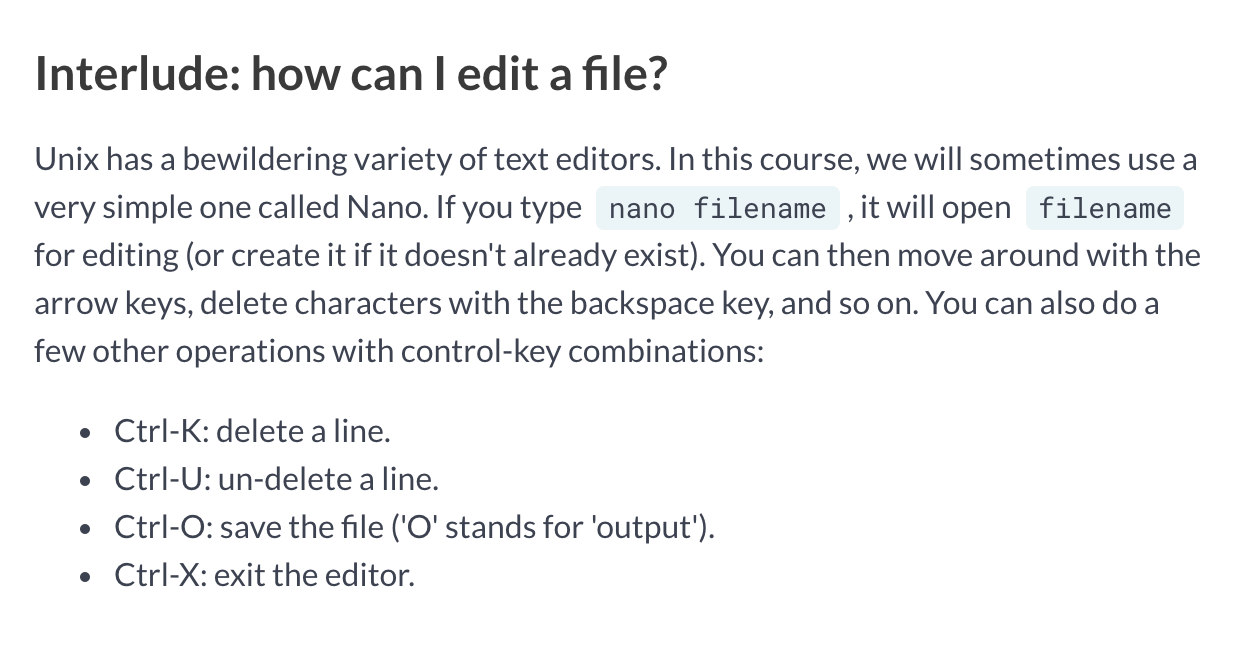 Interlude: how can I edit a file?
Unix has a bewildering variety of text editors. In this course, we will sometimes use a
very simple one called Nano. If you type nano filename , it will open filename
for editing (or create it if it doesn't already exist). You can then move around with the
arrow keys, delete characters with the backspace key, and so on. You can also do a
few other operations with control-key combinations:
• Ctrl-K: delete a line.
• Ctrl-U: un-delete a line.
• Ctrl-O: save the file ('O' stands for 'output').
• Ctrl-X: exit the editor.